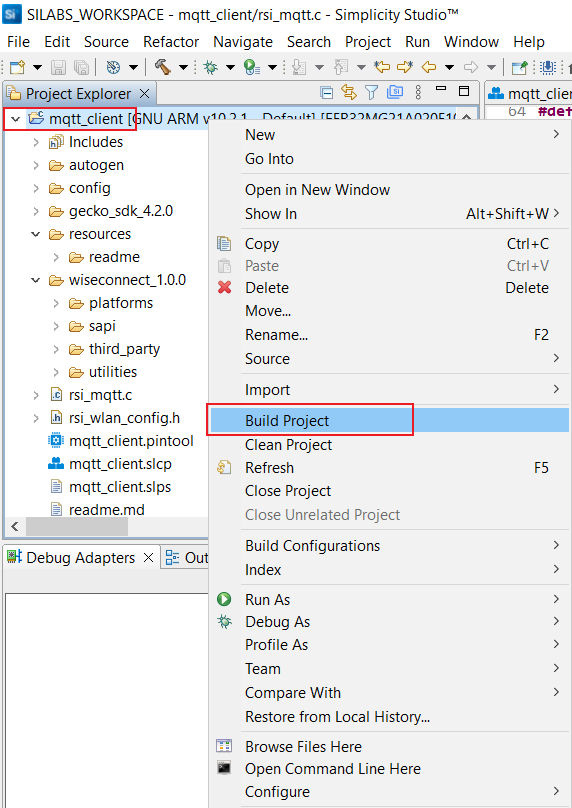 SILABS_WORKSPACE - mqtt_client/rsi_mqtt.c - Simplicity Studio™
File Edit Source Refactor Navigate Search Project Run Window Help
Project Explorer
mqtt_clien
64 #de
mqtt_client [GNU ARM v10.2.1 - Default] [EFR32MG21A020F10
Includes
autogen
config
gecko_sdk_4.2.0
resources
readme
wiseconnect_1.0.0
platforms
sapi
third_party
utilities
rsi_mqtt.c
rsi_wlan_config.h
mqtt_client.pintool
mqtt_client.slcp
mqtt_client.slps
readme.md
Debug Adapters
Out
New
Go Into
Open in New Window
Show In Alt+Shift+W
Copy Ctrl+C
Paste Ctrl+V
Delete Delete
Move...
Rename... F2
Source
Import
Build Project
Clean Project
Refresh F5
Close Project
Close Unrelated Project
Build Configurations
Index
Run As
Debug As
Profile As
Team
Compare With
Restore from Local History...
Browse Files Here
Open Command Line Here
Configure